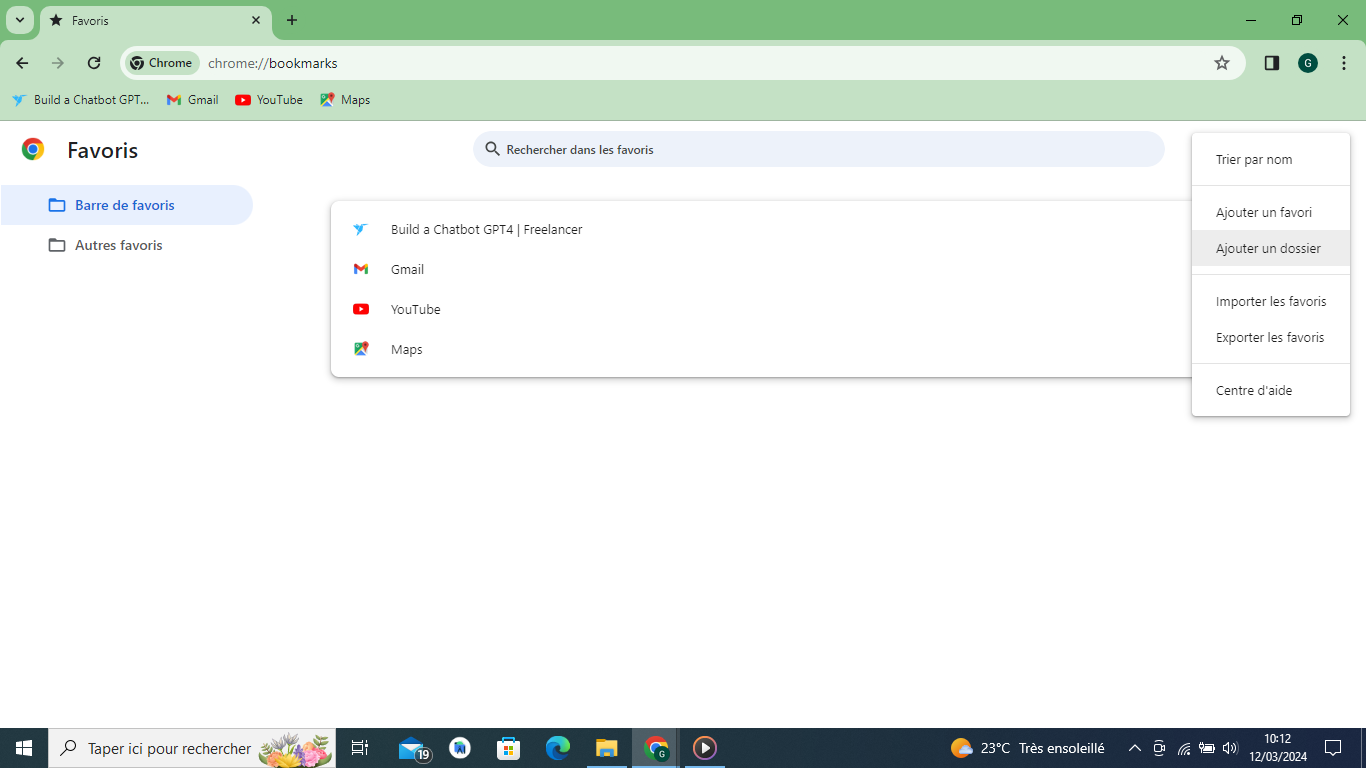 Favoris
Chrome
chrome://bookmarks
G
Build a Chatbot GPT...
Gmail
YouTube
Maps
Favoris
Rechercher dans les favoris
Barre de favoris
Autres favoris
Build a Chatbot GPT4 | Freelancer
Gmail
YouTube
Maps
Trier par nom
Ajouter un favori
Ajouter un dossier
Importer les favoris
Exporter les favoris
Centre d'aide
Taper ici pour rechercher
19
G
23°C Très ensoleillé
10:12
12/03/2024